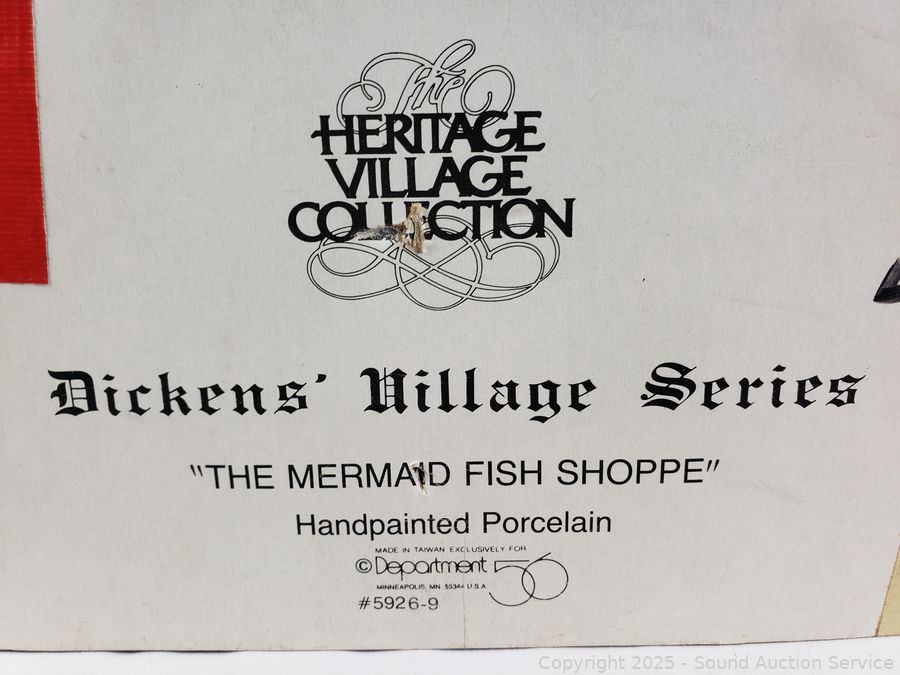 The
HERITAGE
VILLAGE
COLLECTION
Dickens' Village Series
"THE MERMAID FISH SHOPPE"
Handpainted Porcelain
MADE IN TAIWAN EXCLUSIVELY FOR
© Department 56
MINNEAPOLIS, MN 55344 U.S.A.
#5926-9
Copyright 2025 - Sound Auction Service